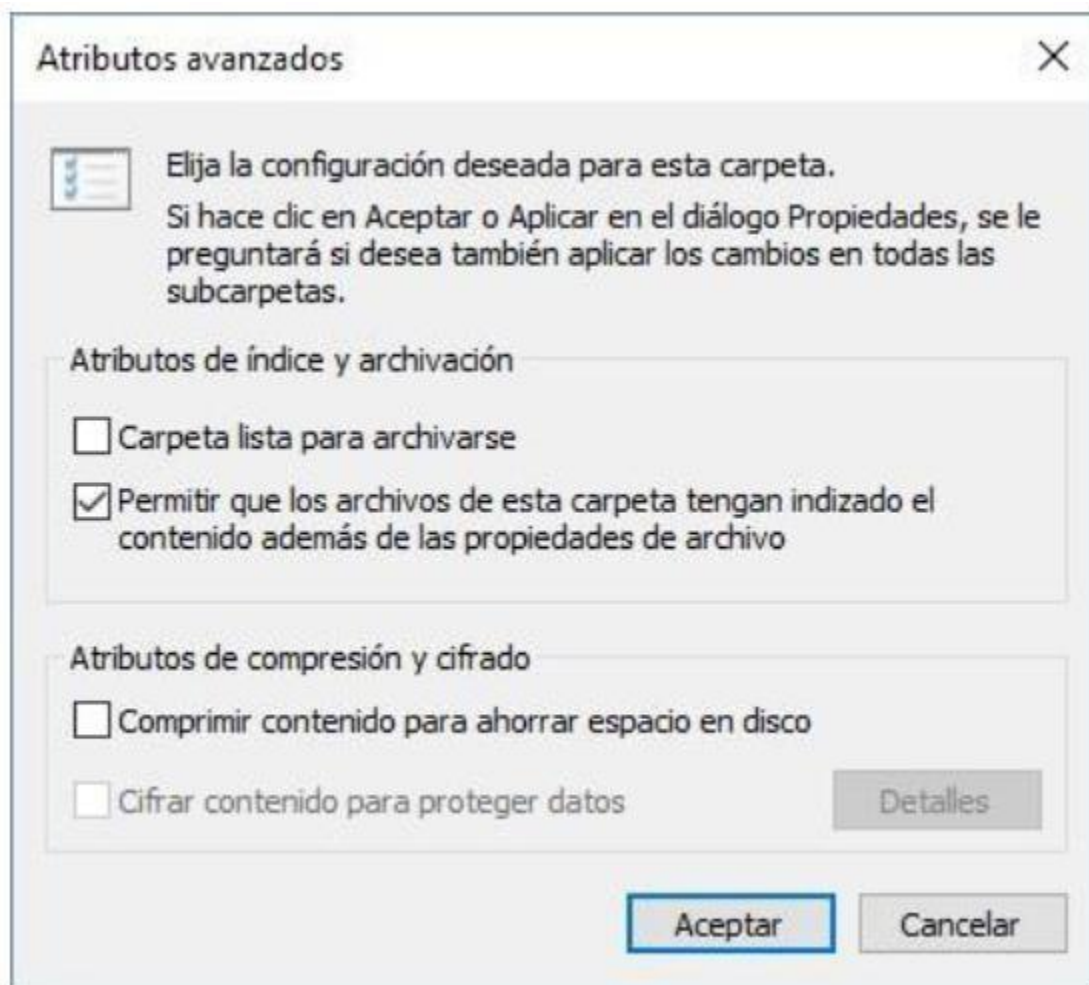 Atributos avanzados
Elija la configuración deseada para esta carpeta.
Si hace clic en Aceptar o Aplicar en el diálogo Propiedades, se le
preguntará si desea también aplicar los cambios en todas las
subcarpetas.
Atributos de índice y archivación
Carpeta lista para archivarse
Permitir que los archivos de esta carpeta tengan indizado el
contenido además de las propiedades de archivo
Atributos de compresión y cifrado
Comprimir contenido para ahorrar espacio en disco
Cifrar contenido para proteger datos
Detalles
Aceptar
Cancelar